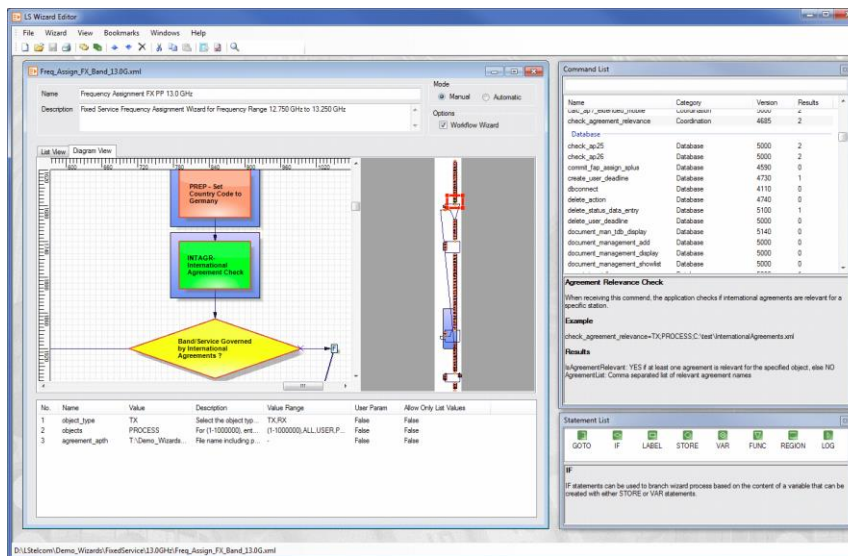 LS Wizard Editor
File Wizard View Bookmarks Windows Help
Freq_Assign_FX_Band_13.0G.xml
Name Frequency Assignment FX PP 13.0 GHz
Description Fixed Service Frequency Assignment Wizard for Frequency Range 12.750 GHz to 13.250 GHz
Mode
Manual Automatic
Options
Workflow Wizard
List View Diagram View
PREP - Set
Country Code to
Germany
INTAGR-
International
Agreement Check
Band/Service Governed
by International
Agreements ?
No. Name Value Description Value Range User Param Allow Only List Values
1 object_type TX Select the object typ... TX,RX False False
2 objects PROCESS For (1-1000000), ent... (1-1000000),ALL,USER,P... False False
3 agreement_apth T:\Demo_Wizards... File name including p... - False False
Command List
Name Category Version Results
calc_ap7_extended_mobile Coordination 5000 2
check_agreement_relevance Coordination 4685 2
Database
check_ap25 Database 5000 2
check_ap26 Database 5000 2
commit_fap_assign_splus Database 4590 0
create_user_deadline Database 4730 1
dbconnect Database 4110 0
delete_action Database 4740 0
delete_status_data_entry Database 5100 1
delete_user_deadline Database 5000 0
document_man_tdb_display Database 5140 0
document_management_add Database 5000 0
document_management_display Database 5000 0
document_management_showlist Database 5000 0
Agreement Relevance Check
When receiving this command, the application checks if international agreements are relevant for a
specific station.
Example
check_agreement_relevance=TX;PROCESS;C:\test\InternationalAgreements.xml
Results
IsAgreementRelevant: YES if at least one agreement is relevant for the specified object, else NO
AgreementList: Comma separated list of relevant agreement names
Statement List
GOTO IF LABEL STORE VAR FUNC REGION LOG
IF
IF statements can be used to branch wizard process based on the content of a variable that can be
created with either STORE or VAR statements.
D:\LStelcom\Demo_Wizards\FixedService\13.0GHz\Freq_Assign_FX_Band_13.0G.xml